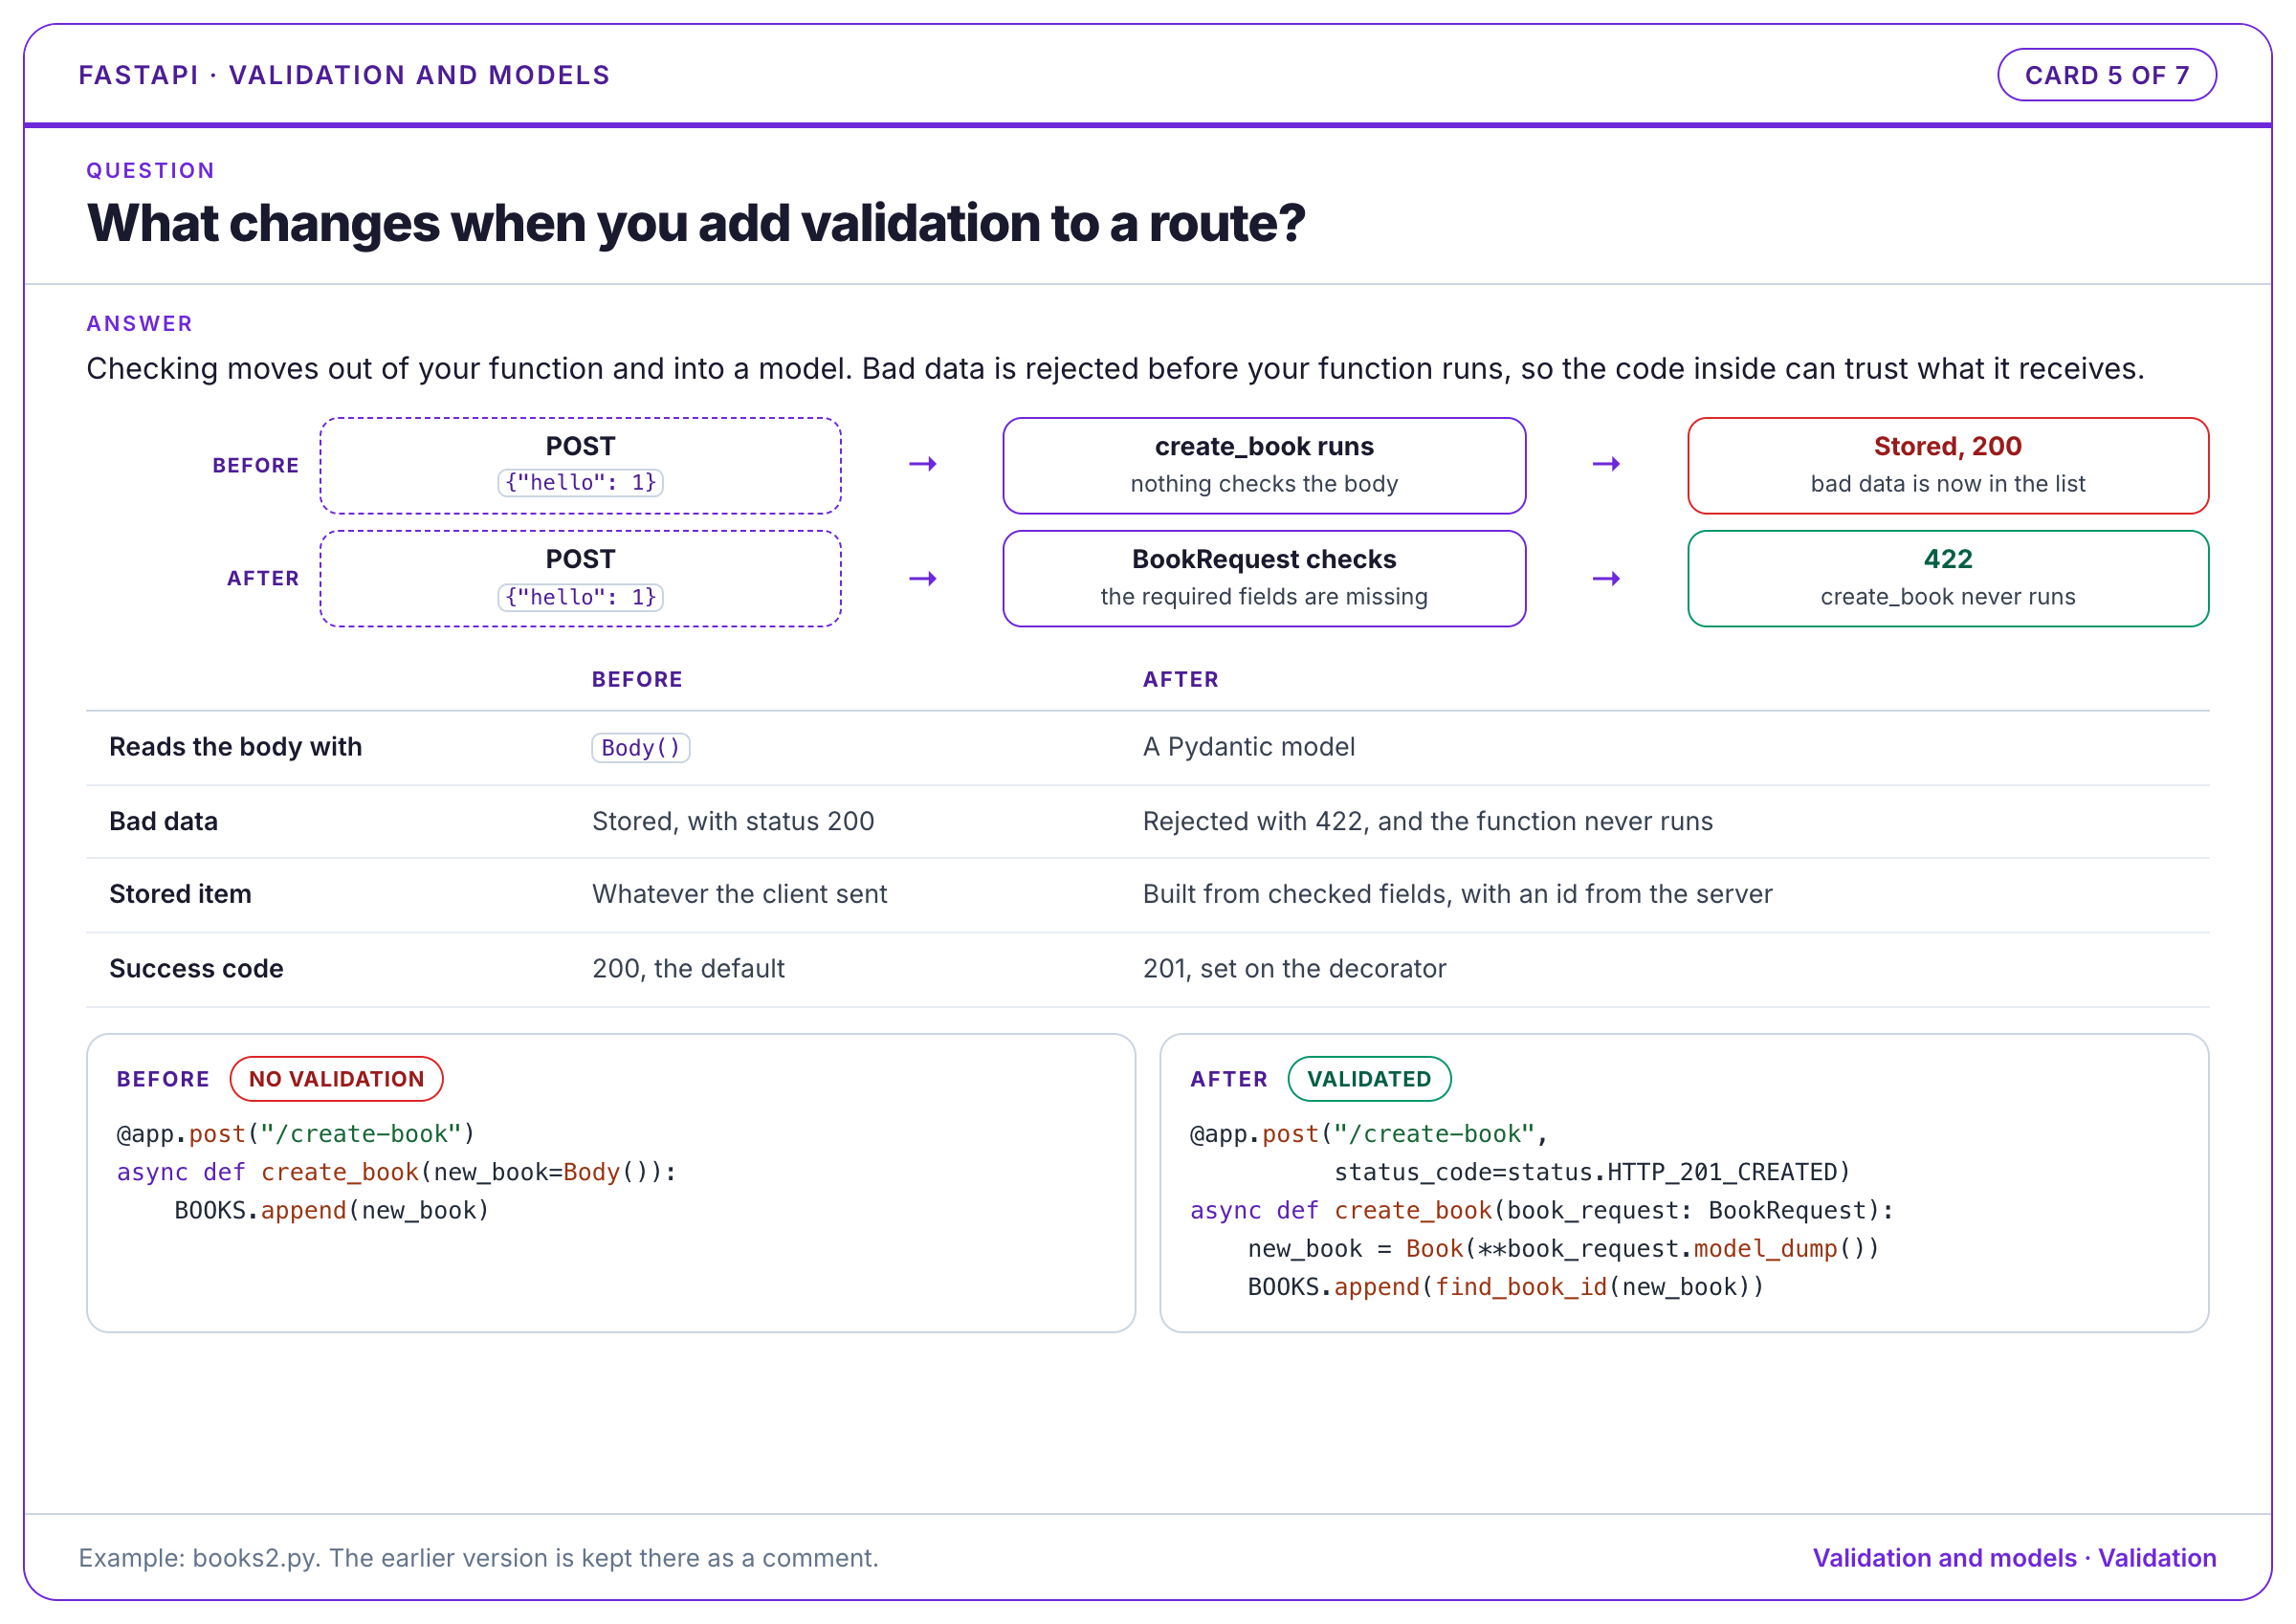 FASTAPI · VALIDATION AND MODELS
CARD 5 OF 7
QUESTION
What changes when you add validation to a route?
ANSWER
Checking moves out of your function and into a model. Bad data is rejected before your function runs, so the code inside can trust what it receives.
BEFORE
POST
{"hello": 1}
→
create_book runs
nothing checks the body
→
Stored, 200
bad data is now in the list
AFTER
POST
{"hello": 1}
→
BookRequest checks
the required fields are missing
→
422
create_book never runs
BEFORE AFTER
Reads the body with Body() A Pydantic model
Bad data Stored, with status 200 Rejected with 422, and the function never runs
Stored item Whatever the client sent Built from checked fields, with an id from the server
Success code 200, the default 201, set on the decorator
BEFORE NO VALIDATION
@app.post("/create-book")
async def create_book(new_book=Body()):
    BOOKS.append(new_book)
AFTER VALIDATED
@app.post("/create-book",
          status_code=status.HTTP_201_CREATED)
async def create_book(book_request: BookRequest):
    new_book = Book(**book_request.model_dump())
    BOOKS.append(find_book_id(new_book))
Example: books2.py. The earlier version is kept there as a comment.
Validation and models · Validation